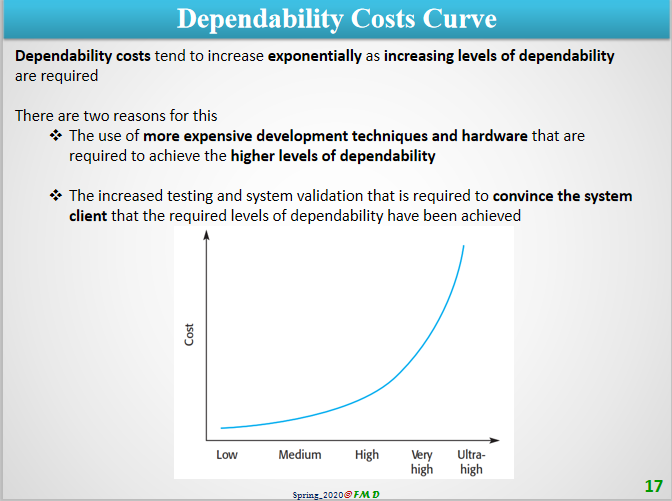 Dependability Costs Curve
Dependability costs tend to increase exponentially as increasing levels of dependability
are required
There are two reasons for this
❖ The use of more expensive development techniques and hardware that are
required to achieve the higher levels of dependability
❖ The increased testing and system validation that is required to convince the system
client that the required levels of dependability have been achieved
Cost
Low Medium High Very Ultra-
high high
Spring_2020@FMD
17